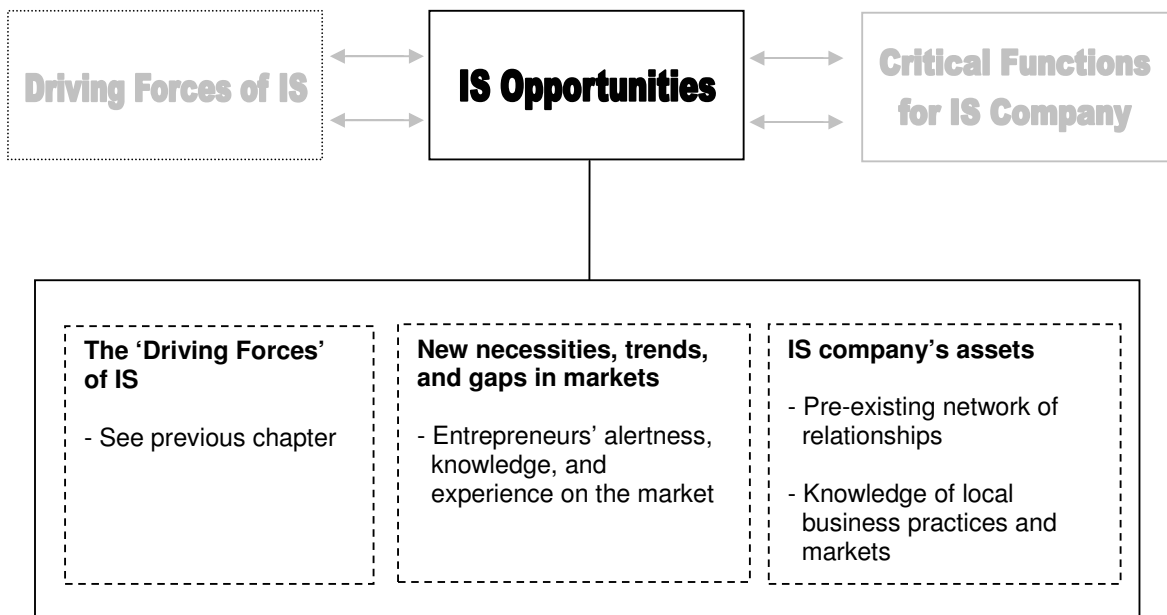 Driving Forces of IS
IS Opportunities
Critical Functions
for IS Company
The ‘Driving Forces’
of IS
- See previous chapter
New necessities, trends,
and gaps in markets
- Entrepreneurs’ alertness,
knowledge, and
experience on the market
IS company’s assets
- Pre-existing network of
relationships
- Knowledge of local
business practices and
markets